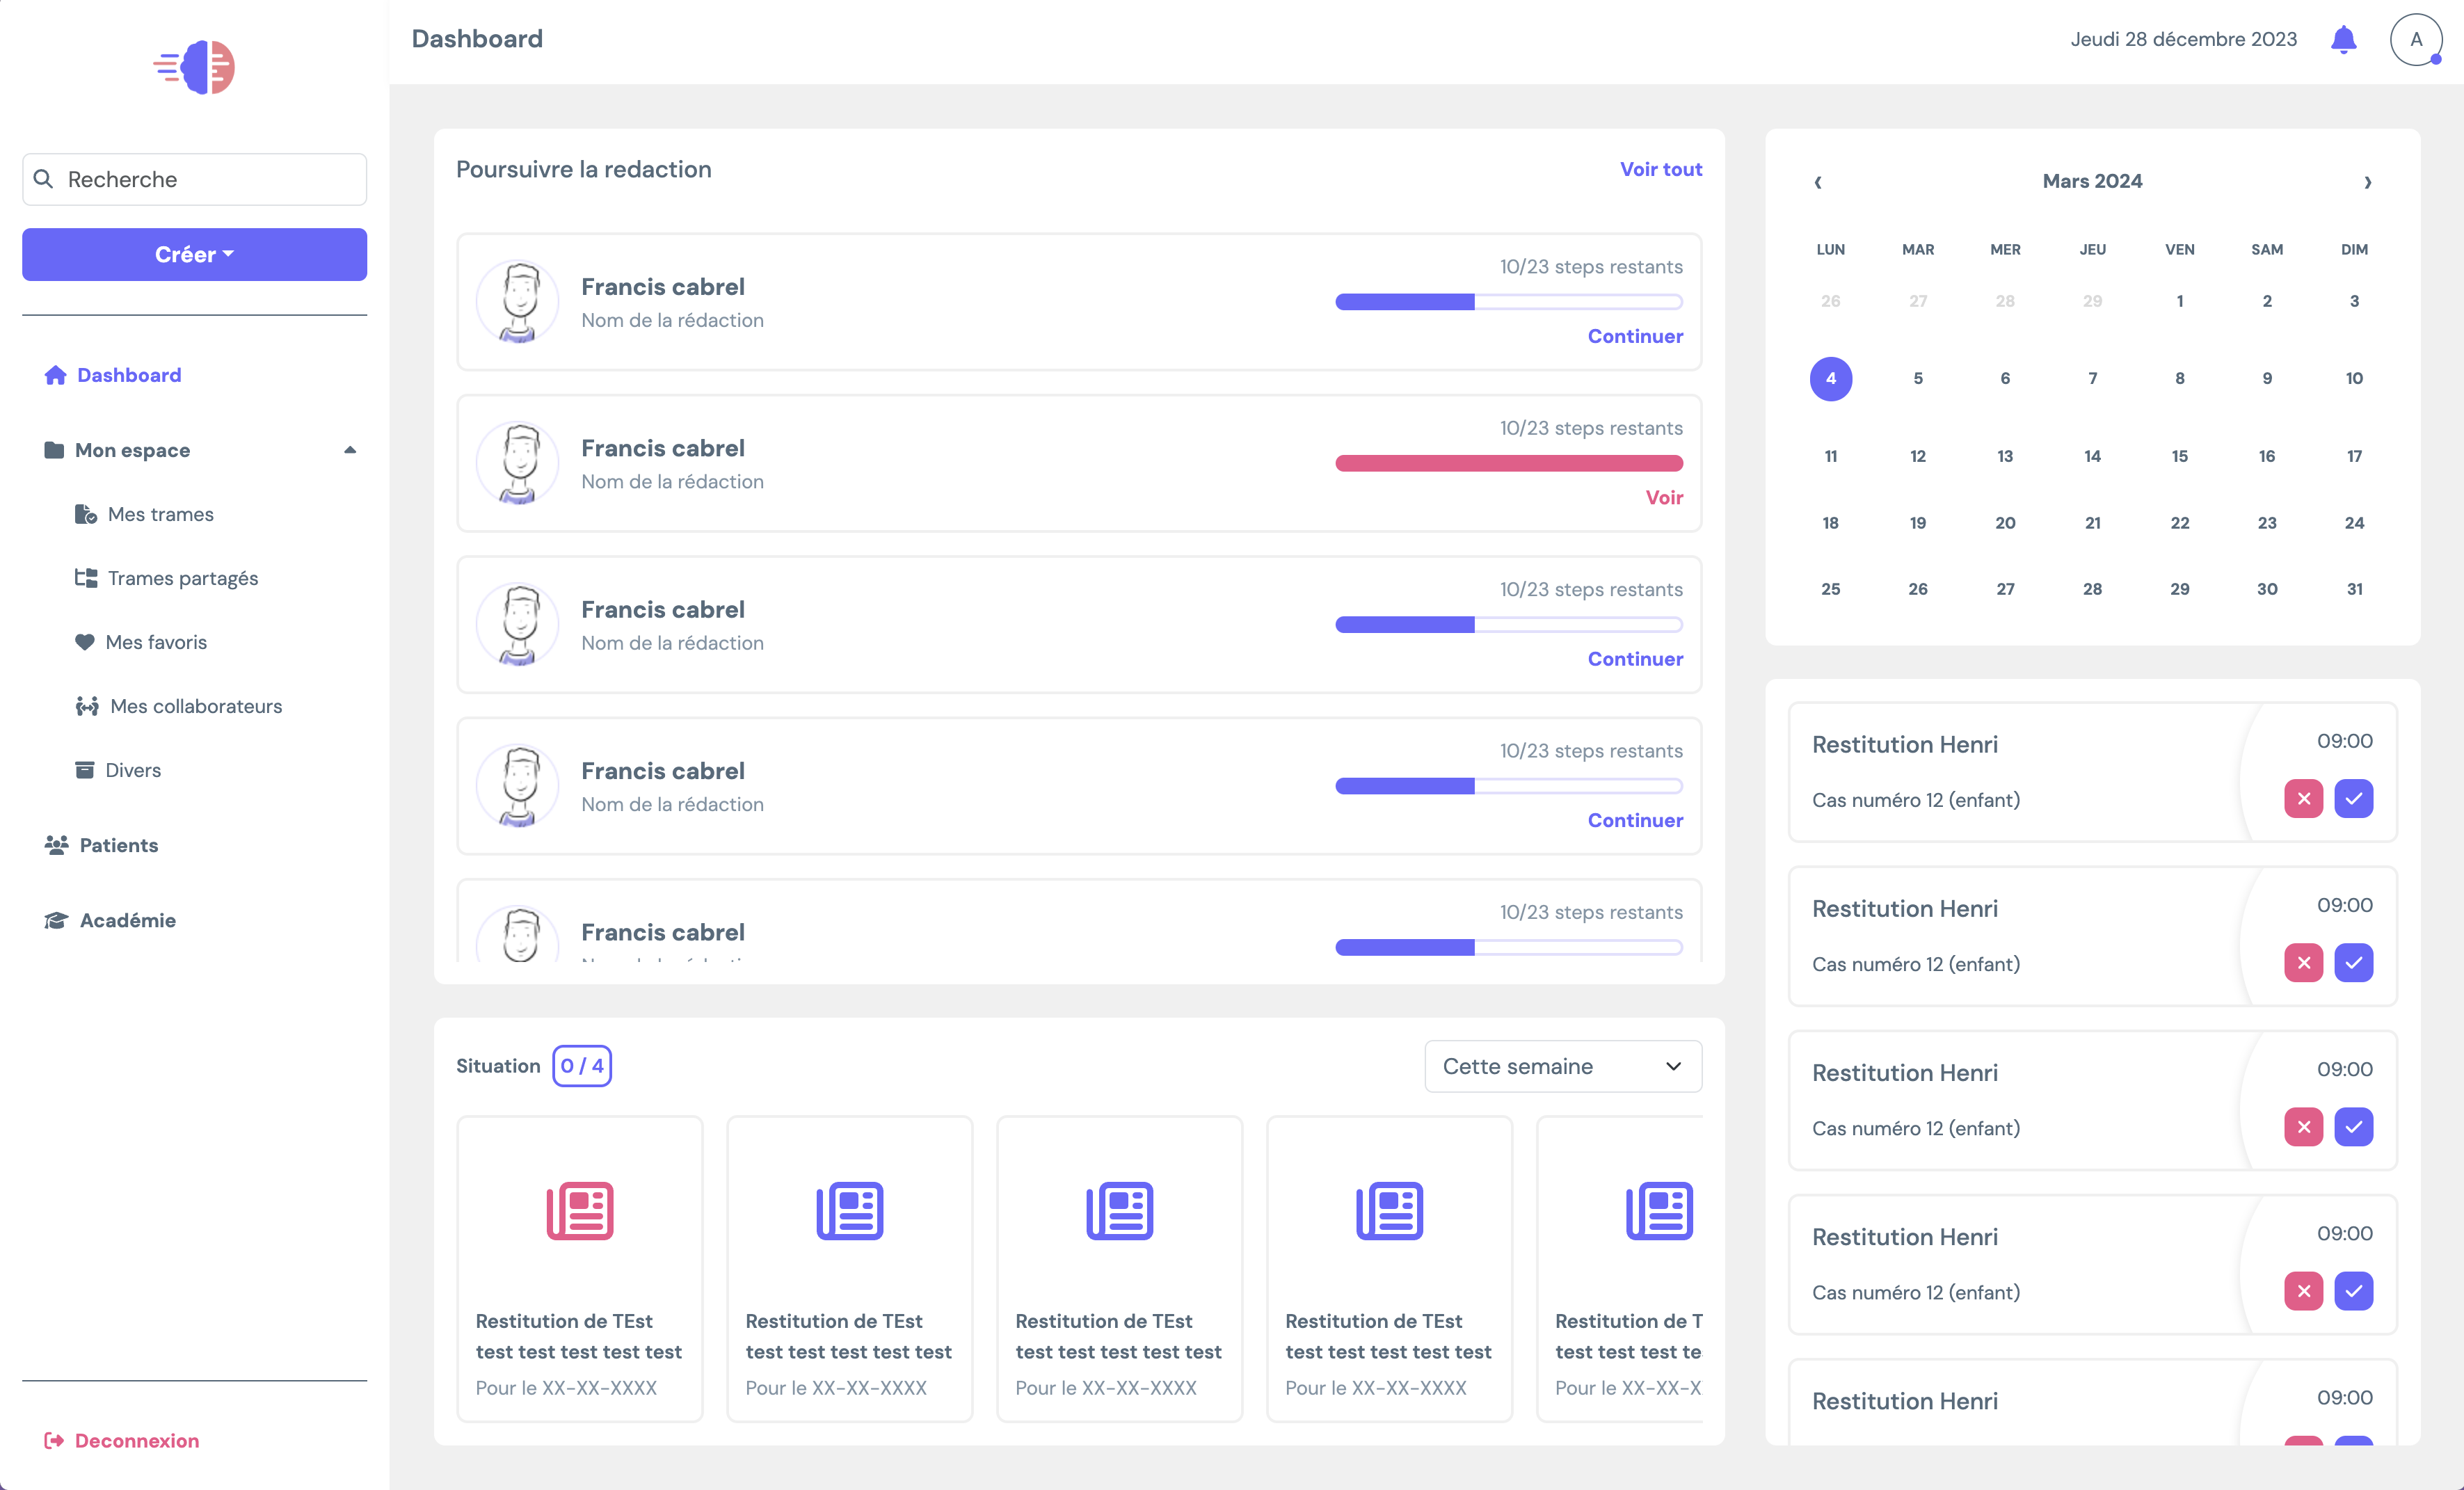 Recherche
Créer
Dashboard
Mon espace
Mes trames
Trames partagés
Mes favoris
Mes collaborateurs
Divers
Patients
Académie
Deconnexion
Dashboard
Jeudi 28 décembre 2023
A
Poursuivre la redaction
Voir tout
Francis cabrel
Nom de la rédaction
10/23 steps restants
Continuer
Francis cabrel
Nom de la rédaction
10/23 steps restants
Voir
Francis cabrel
Nom de la rédaction
10/23 steps restants
Continuer
Francis cabrel
Nom de la rédaction
10/23 steps restants
Continuer
Francis cabrel
10/23 steps restants
Situation 0 / 4
Cette semaine
Restitution de TEst
test test test test test
Pour le XX-XX-XXXX
Restitution de TEst
test test test test test
Pour le XX-XX-XXXX
Restitution de TEst
test test test test test
Pour le XX-XX-XXXX
Restitution de TEst
test test test test test
Pour le XX-XX-XXXX
Restitution de T
test test test te
Pour le XX-XX-X
‹ Mars 2024 ›
LUN MAR MER JEU VEN SAM DIM
26 27 28 29 1 2 3
4 5 6 7 8 9 10
11 12 13 14 15 16 17
18 19 20 21 22 23 24
25 26 27 28 29 30 31
Restitution Henri
09:00
Cas numéro 12 (enfant)
Restitution Henri
09:00
Cas numéro 12 (enfant)
Restitution Henri
09:00
Cas numéro 12 (enfant)
Restitution Henri
09:00
Cas numéro 12 (enfant)
Restitution Henri
09:00